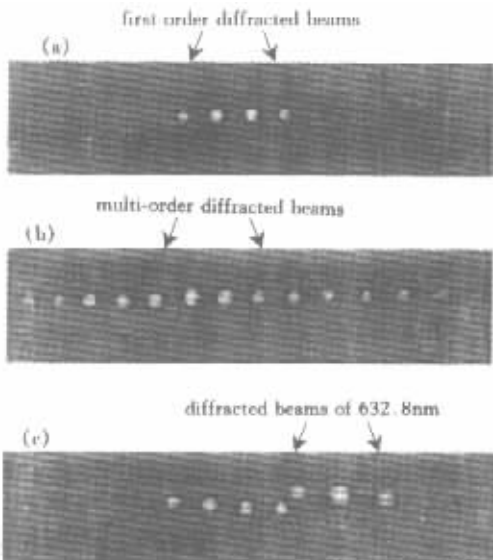 first order diffracted beams
(a)
multi-order diffracted beams
(b)
diffracted beams of 632.8nm
(c)